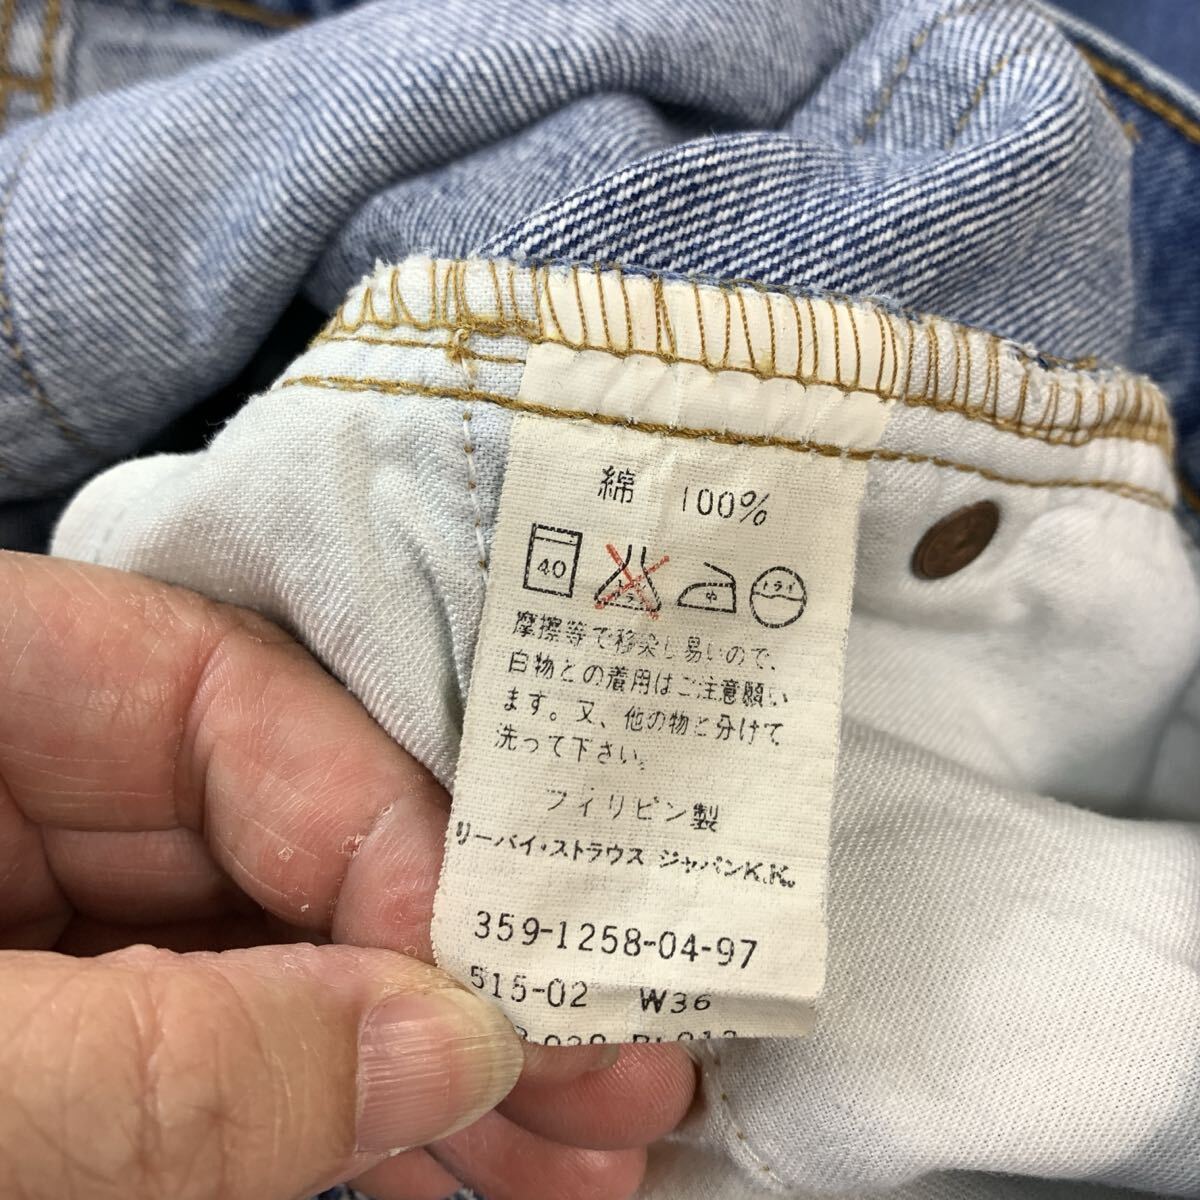 綿 100%
40 中 ドライ
摩擦等で移染し易いので、
白物との着用はご注意願い
ます。又、他の物と分けて
洗って下さい。
フィリピン製
リーバイ・ストラウス ジャパンK.K.
359-1258-04-97
515-02 W36